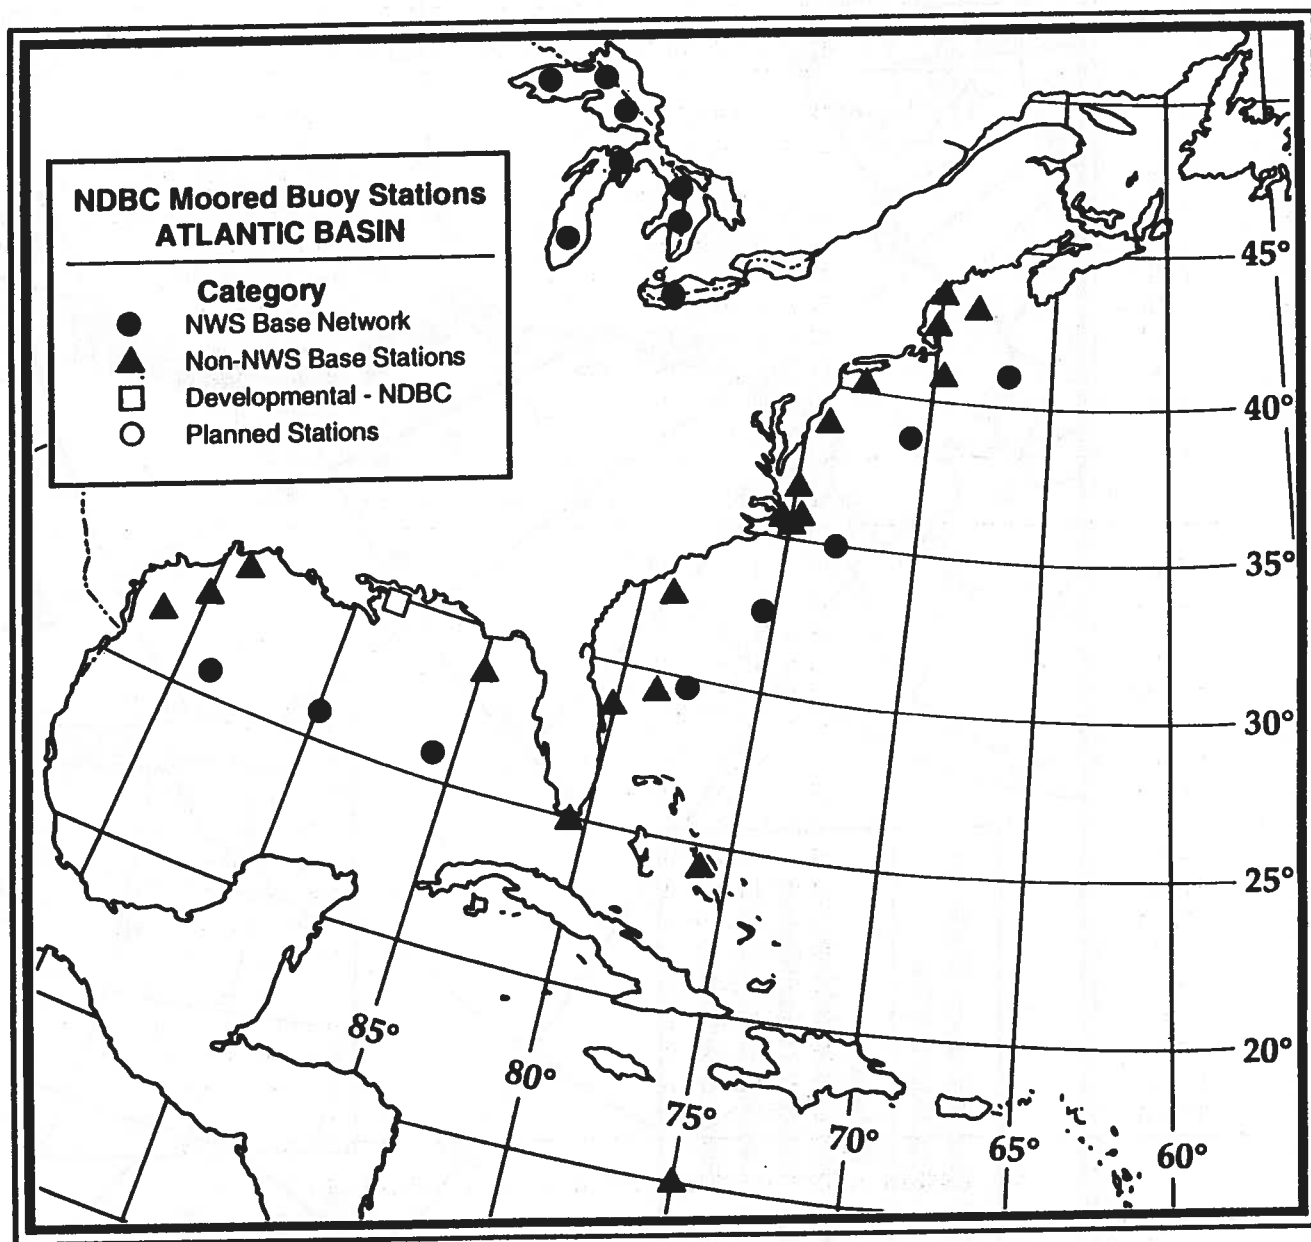 NDBC Moored Buoy Stations
ATLANTIC BASIN
Category
NWS Base Network
Non-NWS Base Stations
Developmental - NDBC
Planned Stations
45°
40°
35°
30°
25°
20°
85°
80°
75°
70°
65°
60°